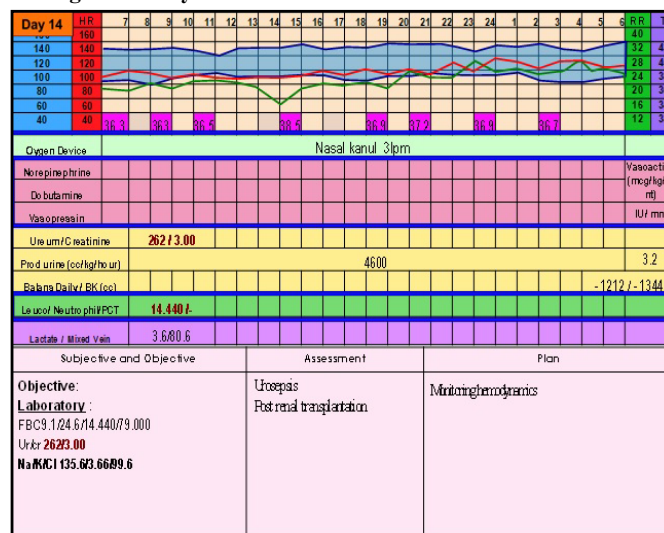 Day 14 HR 7 8 9 10 11 12 13 14 15 16 17 18 19 20 21 22 23 24 1 2 3 4 5 6 RR
160 40
140 140 32
120 120 28
100 100 24
80 80 20
60 60 16
40 40 36.3 36.3 36.5 38.5 36.9 37.2 36.9 36.7 12
Oxygen Device Nasal kanul 3lpm
Norepinephrine Vasoacti
Dobutamine (mcg/kg/
nt)
Vasopressin IU/ mn
Ureum/Creatinine 262 / 3.00
Prod urine (cc/kg/hour) 4600 3.2
Balans Daily / BK (cc) -1212 / -1344
Leuco/ Neutrophil/PCT 14.440 /-
Lactate / Mixed Vein 3.6/80.6
Subjective and Objective Assessment Plan
Objective: Urosepsis Monitoring hemodynamics
Laboratory : Post renal transplantation
FBC9.1/24.6/14.440/79.000
Ur/cr 262/3.00
Na/K/Cl 135.6/3.66/99.6